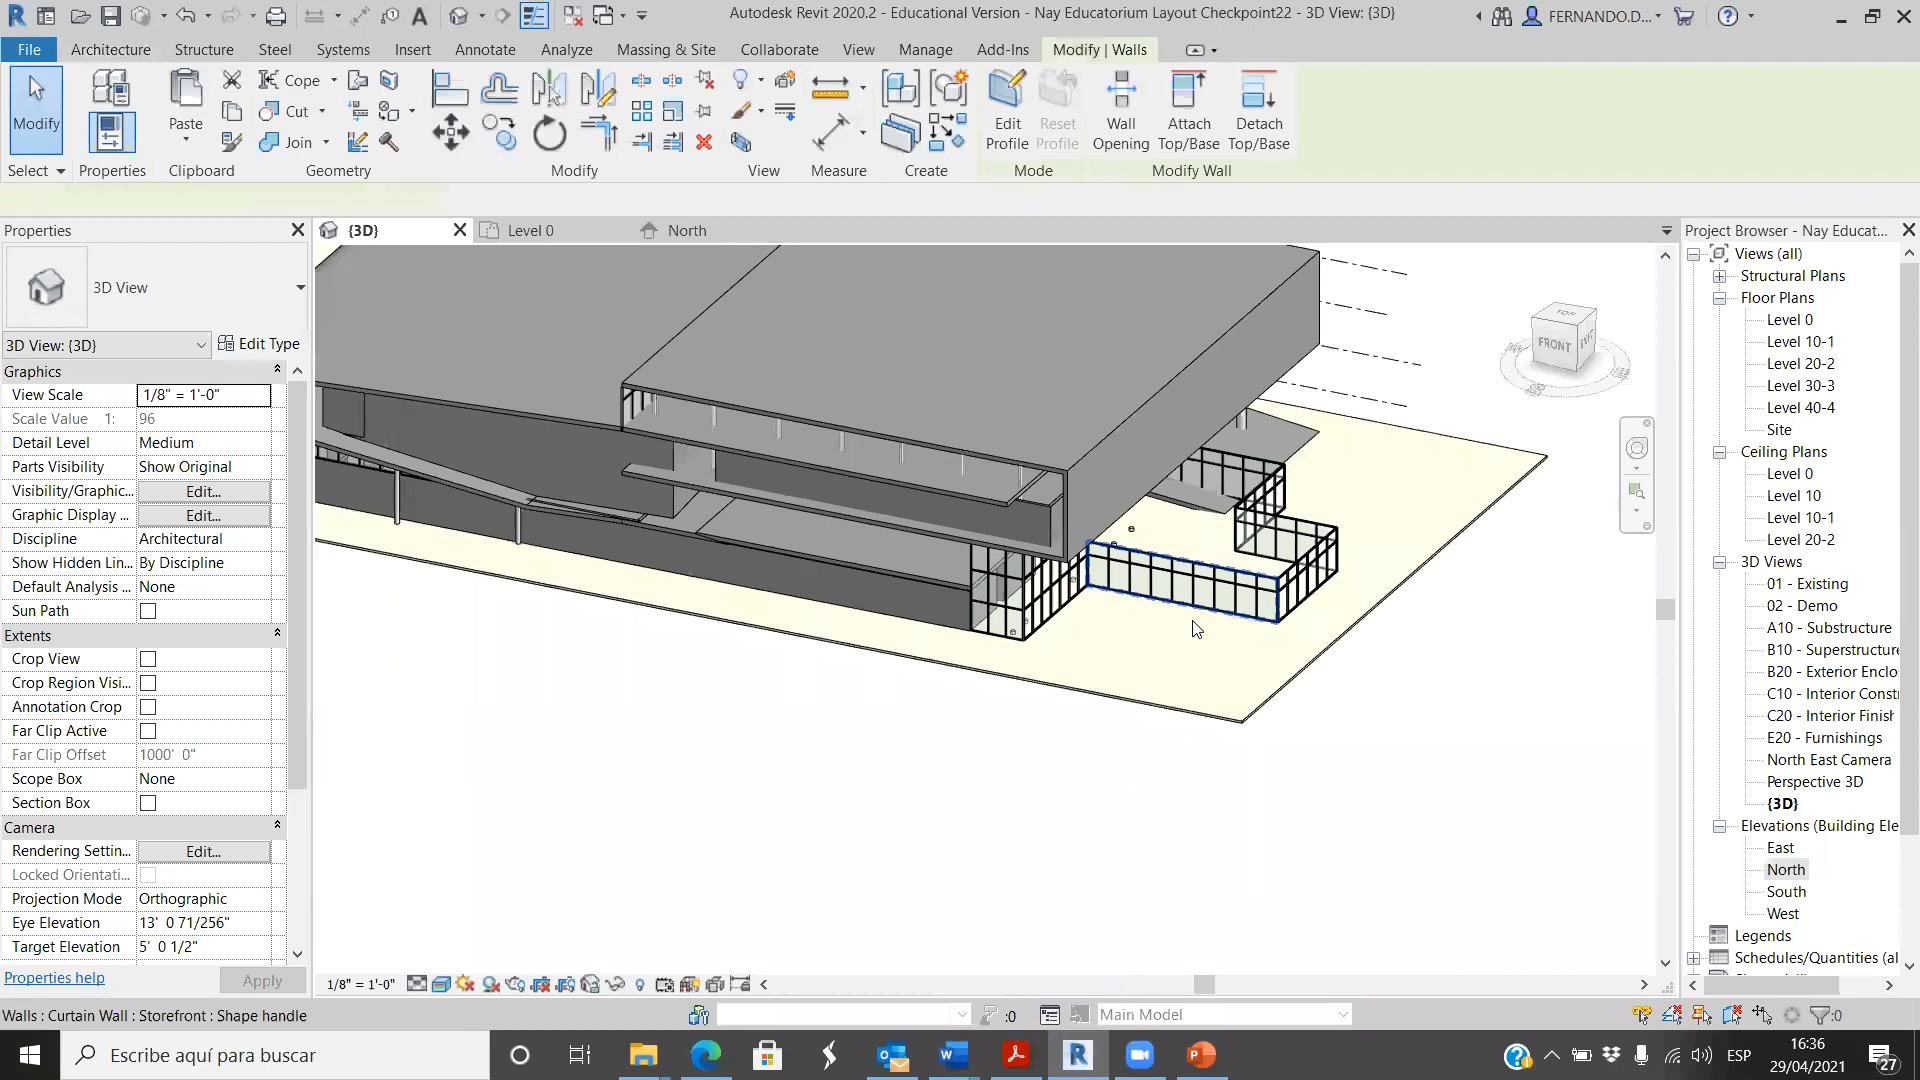 Autodesk Revit 2020.2 - Educational Version - Nay Educatorium Layout Checkpoint22 - 3D View: {3D}
FERNANDO.D...
File Architecture Structure Steel Systems Insert Annotate Analyze Massing & Site Collaborate View Manage Add-Ins Modify | Walls
Modify
Paste
Cope
Cut
Join
Edit Profile
Reset Profile
Wall Opening
Attach Top/Base
Detach Top/Base
Select Properties Clipboard Geometry Modify View Measure Create Mode Modify Wall
Properties
{3D}
Level 0
North
Project Browser - Nay Educat...
3D View
3D View: {3D}
Edit Type
Graphics
View Scale 1/8" = 1'-0"
Scale Value 1: 96
Detail Level Medium
Parts Visibility Show Original
Visibility/Graphic... Edit...
Graphic Display ... Edit...
Discipline Architectural
Show Hidden Lin... By Discipline
Default Analysis ... None
Sun Path
Extents
Crop View
Crop Region Visi...
Annotation Crop
Far Clip Active
Far Clip Offset 1000' 0"
Scope Box None
Section Box
Camera
Rendering Settin... Edit...
Locked Orientati...
Projection Mode Orthographic
Eye Elevation 13' 0 71/256"
Target Elevation 5' 0 1/2"
Properties help
Apply
TOP
FRONT
Views (all)
Structural Plans
Floor Plans
Level 0
Level 10-1
Level 20-2
Level 30-3
Level 40-4
Site
Ceiling Plans
Level 0
Level 10
Level 10-1
Level 20-2
3D Views
01 - Existing
02 - Demo
A10 - Substructure
B10 - Superstructure
B20 - Exterior Enclo
C10 - Interior Const
C20 - Interior Finish
E20 - Furnishings
North East Camera
Perspective 3D
{3D}
Elevations (Building Ele
East
North
South
West
Legends
Schedules/Quantities (al
1/8" = 1'-0"
Walls : Curtain Wall : Storefront : Shape handle
:0
Main Model
:0
Escribe aquí para buscar
ESP
16:36
29/04/2021
27